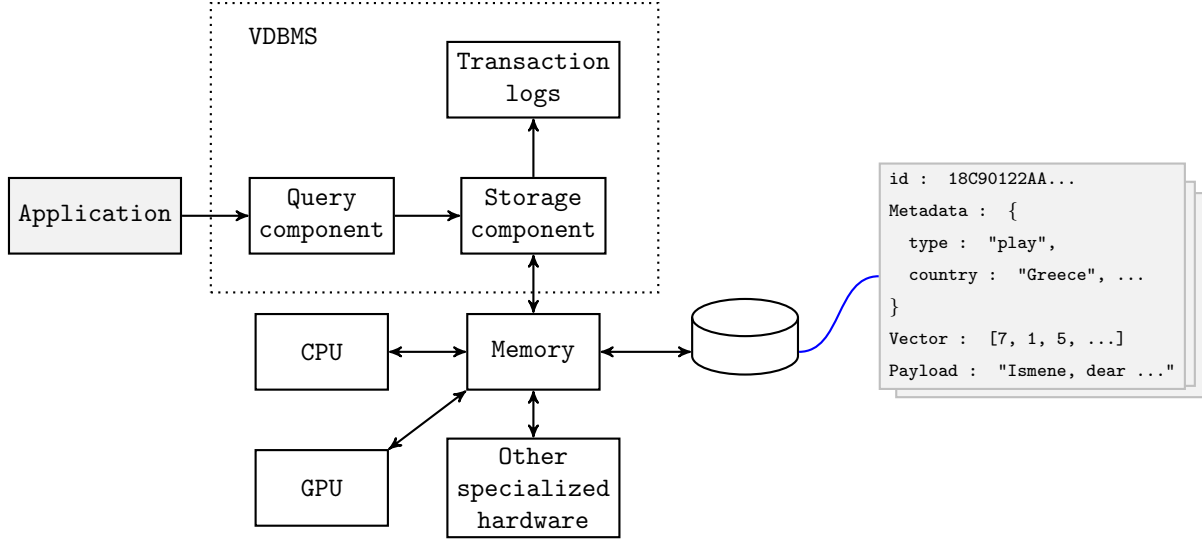 VDBMS
Transaction
logs
Application
Query
component
Storage
component
id : 18C90122AA...
Metadata : {
type : "play",
country : "Greece", ...
}
Vector : [7, 1, 5, ...]
Payload : "Ismene, dear ..."
CPU
Memory
GPU
Other
specialized
hardware